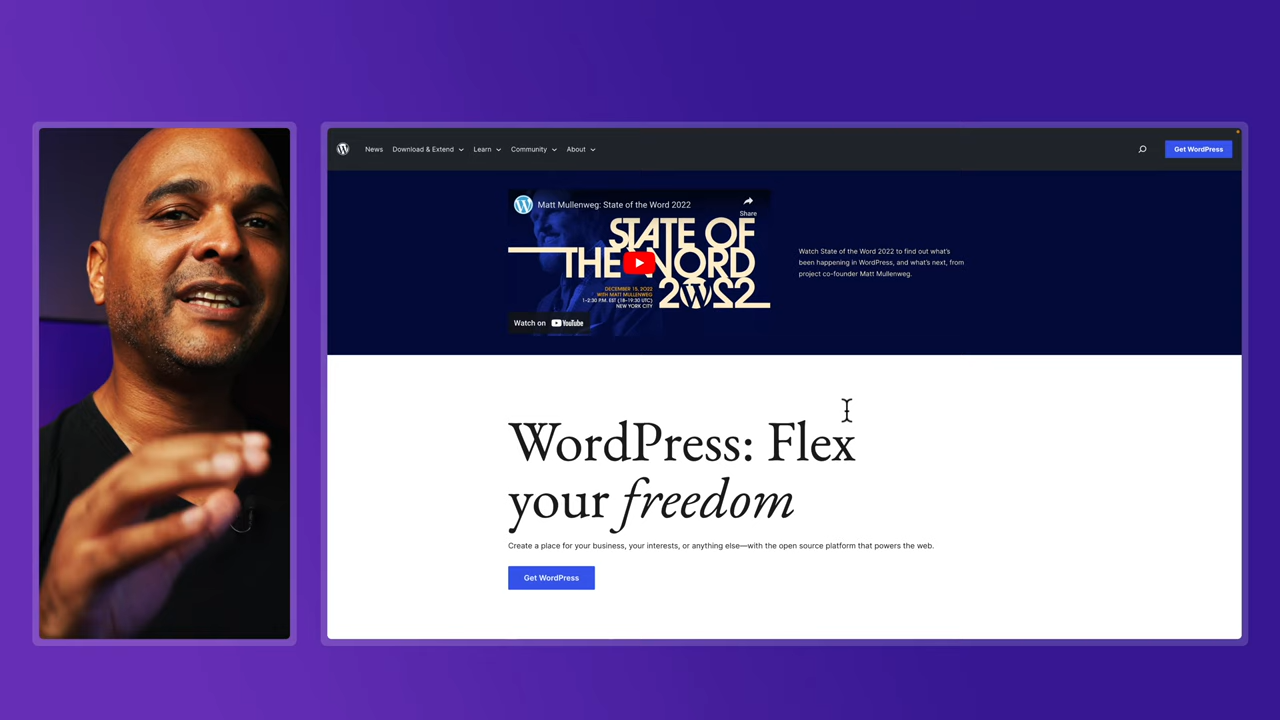 News Download & Extend Learn Community About Get WordPress
Matt Mullenweg: State of the Word 2022
Share
STATE OF
THE WORD
2022
DECEMBER 15, 2022
WITH MATT MULLENWEG
1–2:30 P.M. EST (18–19:30 UTC)
NEW YORK CITY
Watch on YouTube
Watch State of the Word 2022 to find out what's
been happening in WordPress, and what's next, from
project co-founder Matt Mullenweg.
WordPress: Flex
your freedom
Create a place for your business, your interests, or anything else—with the open source platform that powers the web.
Get WordPress